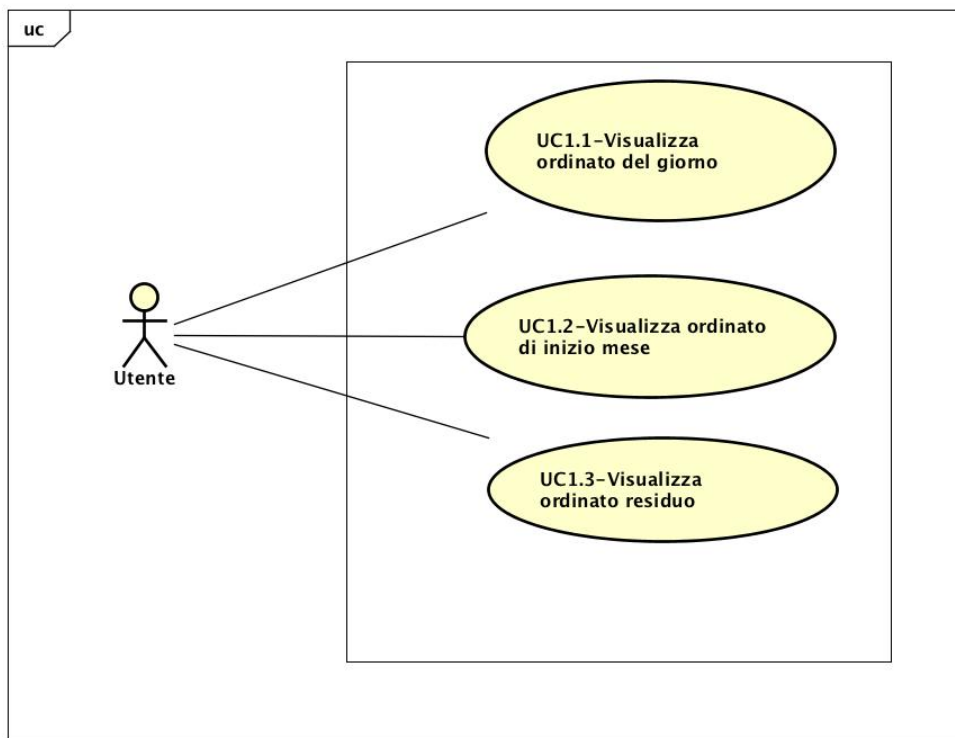 uc
UC1.1-Visualizza
ordinato del giorno
UC1.2-Visualizza ordinato
di inizio mese
Utente
UC1.3-Visualizza
ordinato residuo